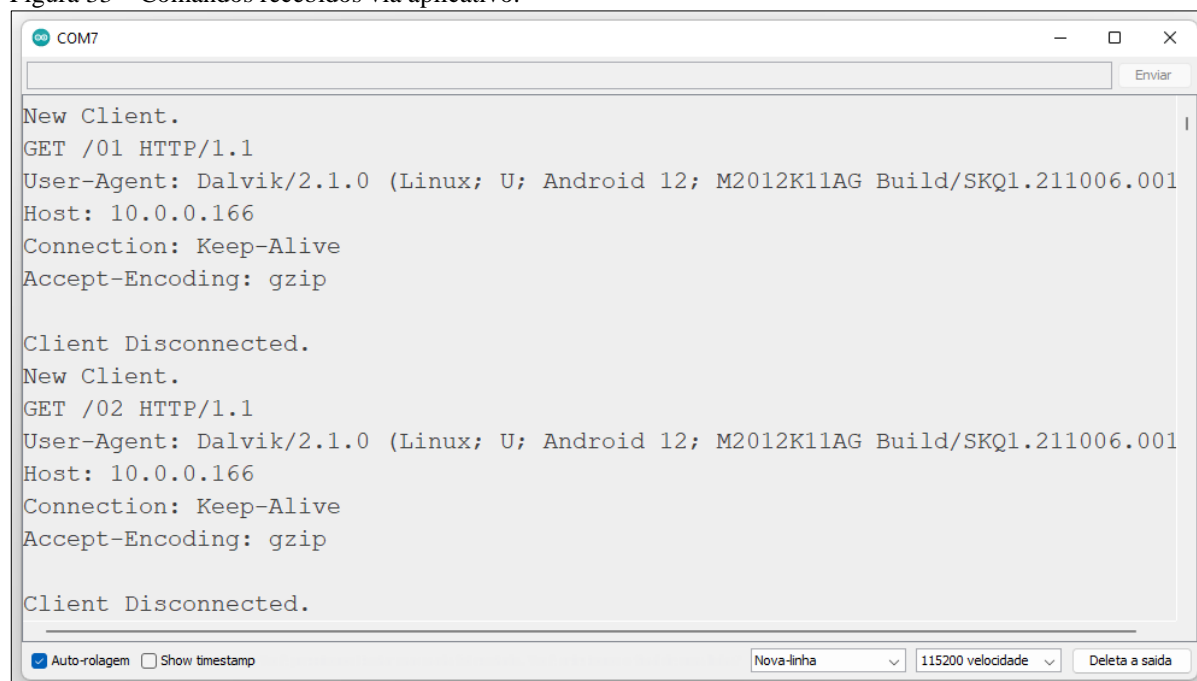 Figura 33 – Comandos recebidos via aplicativo.
COM7
Enviar
New Client.
GET /01 HTTP/1.1
User-Agent: Dalvik/2.1.0 (Linux; U; Android 12; M2012K11AG Build/SKQ1.211006.001
Host: 10.0.0.166
Connection: Keep-Alive
Accept-Encoding: gzip
Client Disconnected.
New Client.
GET /02 HTTP/1.1
User-Agent: Dalvik/2.1.0 (Linux; U; Android 12; M2012K11AG Build/SKQ1.211006.001
Host: 10.0.0.166
Connection: Keep-Alive
Accept-Encoding: gzip
Client Disconnected.
Auto-rolagem Show timestamp Nova-linha 115200 velocidade Deleta a saida